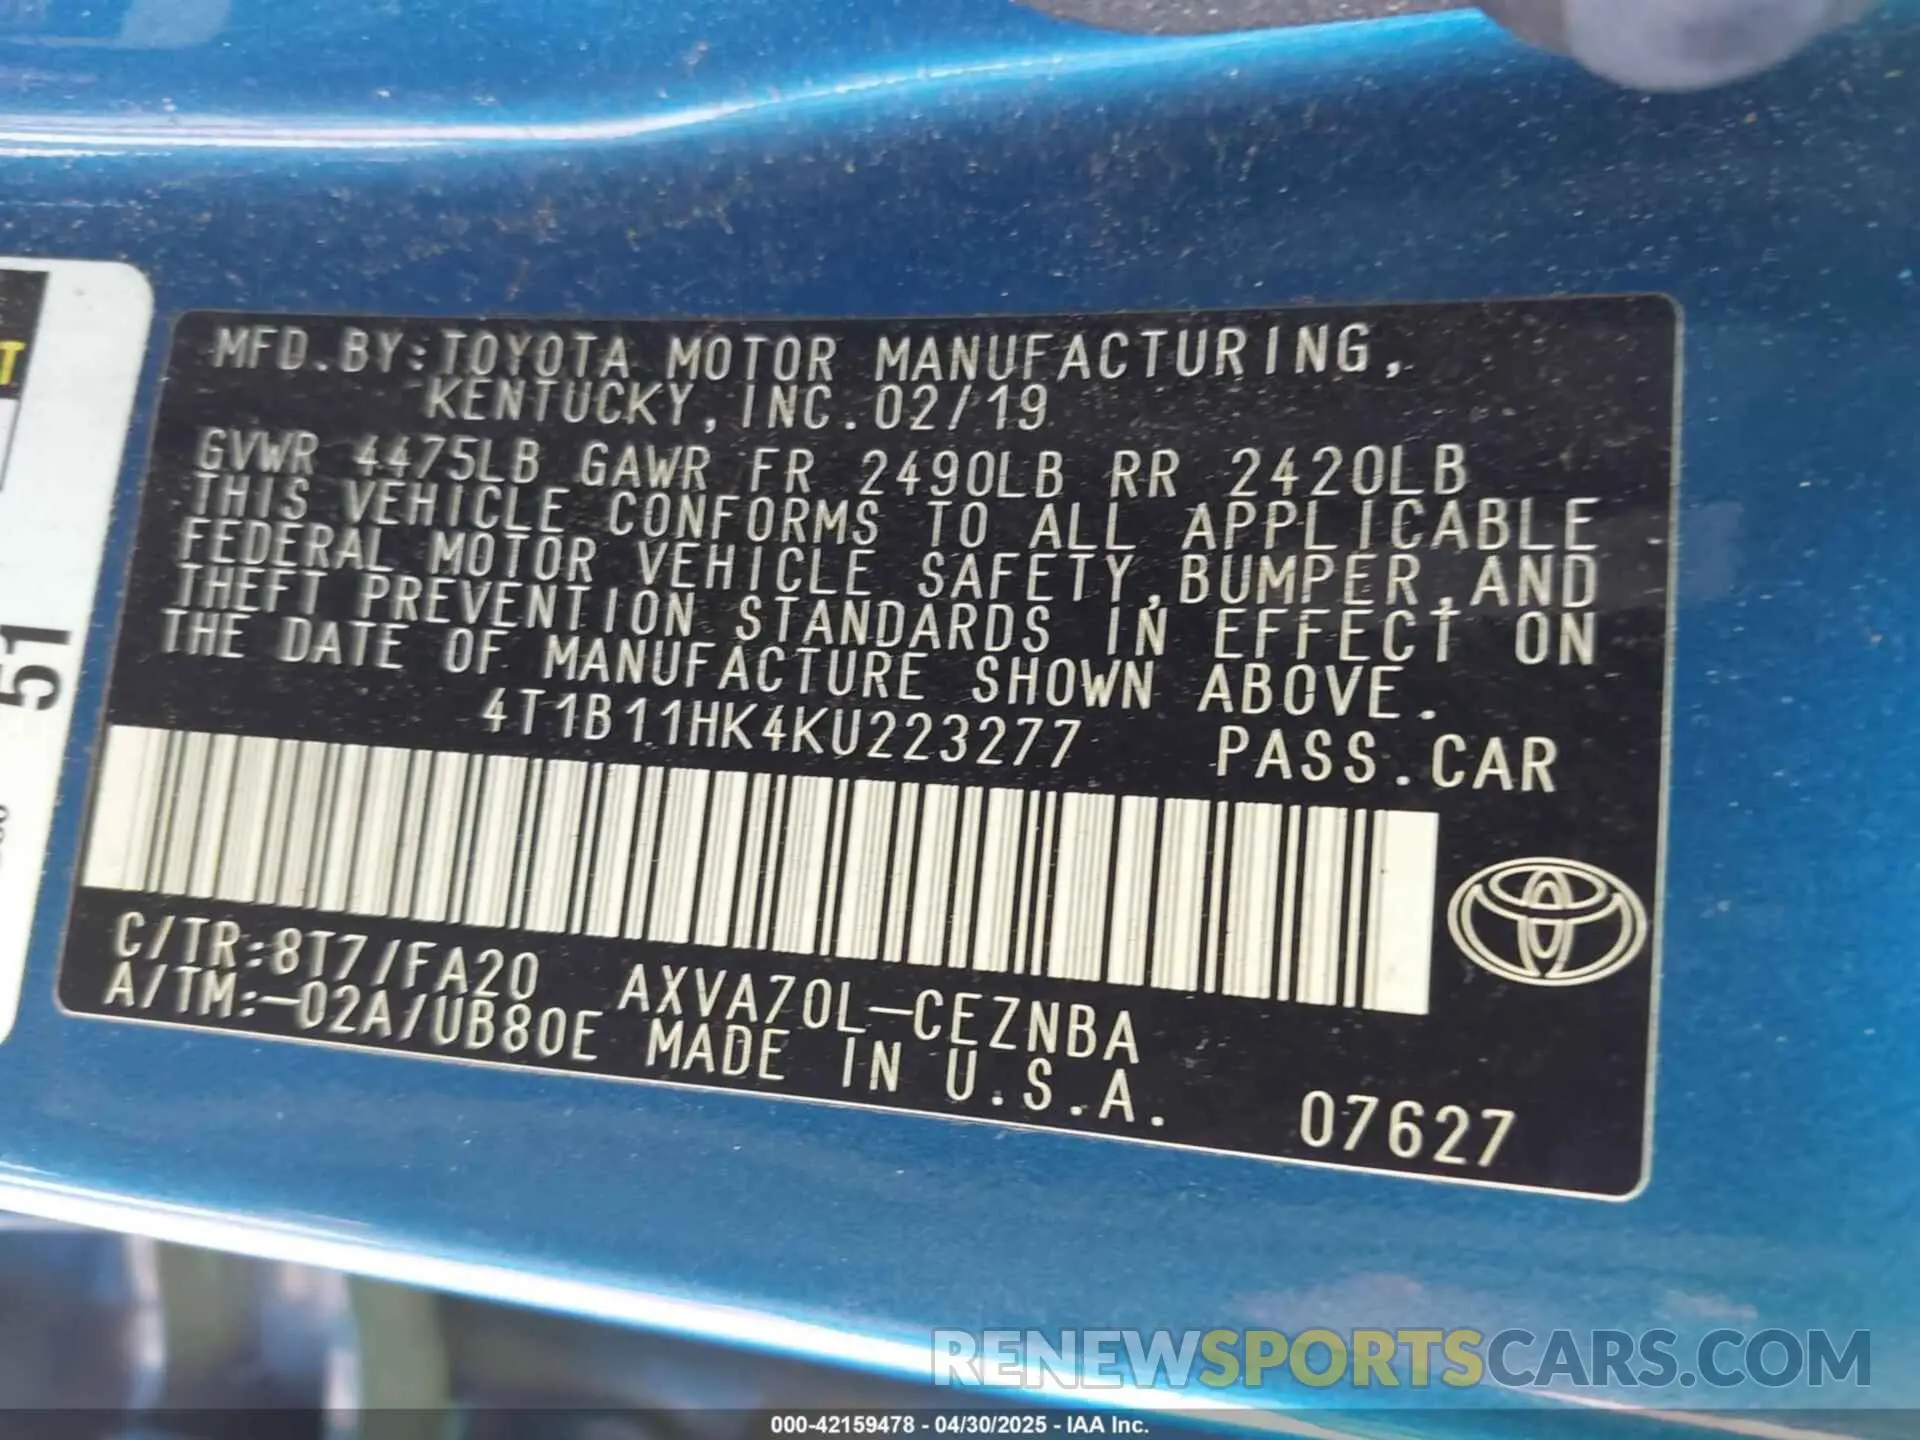 MFD.BY:TOYOTA MOTOR MANUFACTURING,
KENTUCKY,INC.02/19
GVWR 4475LB GAWR FR 2490LB RR 2420LB
THIS VEHICLE CONFORMS TO ALL APPLICABLE
FEDERAL MOTOR VEHICLE SAFETY,BUMPER,AND
THEFT PREVENTION STANDARDS IN EFFECT ON
THE DATE OF MANUFACTURE SHOWN ABOVE.
4T1B11HK4KU223277 PASS.CAR
C/TR:8T7/FA20 AXVA70L-CEZNBA
A/TM:-02A/UB80E MADE IN U.S.A.
07627
51
RENEWSPORTSCARS.COM
000-42159478 - 04/30/2025 - IAA Inc.